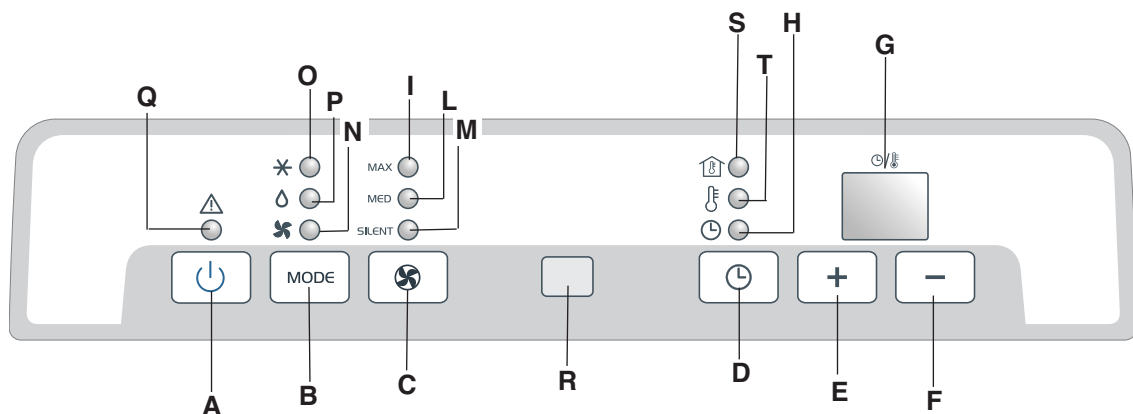 S H
O I T G
Q P L
N M
MAX
MED
SILENT
MODE
+ −
A B C R D E F